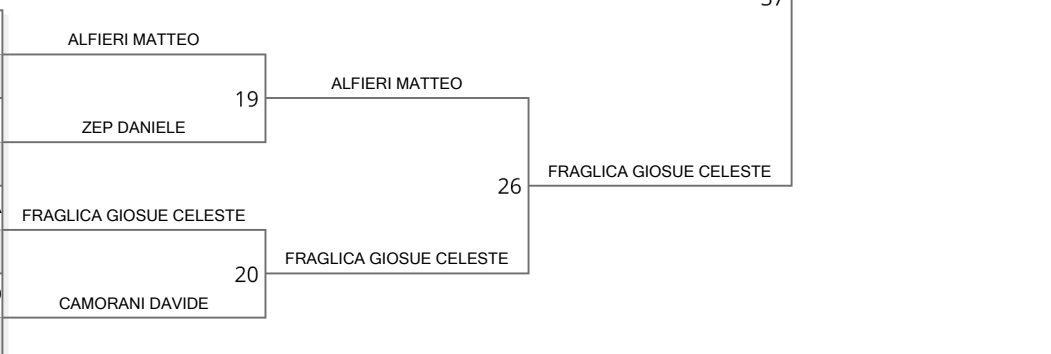 ALFIERI MATTEO
19
ZEP DANIELE
ALFIERI MATTEO
26
FRAGLICA GIOSUE CELESTE
FRAGLICA GIOSUE CELESTE
20
CAMORANI DAVIDE
FRAGLICA GIOSUE CELESTE